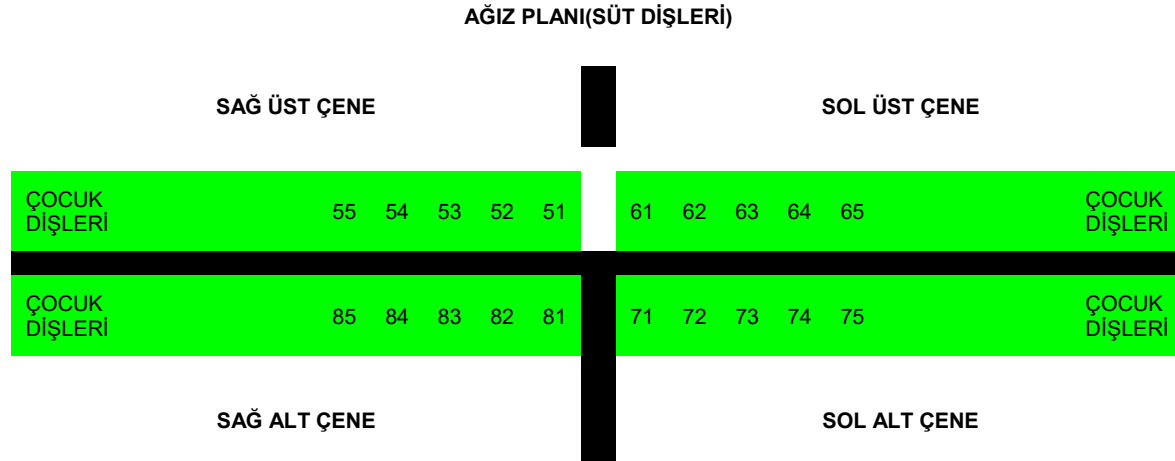 AĞIZ PLANI(SÜT DİŞLERİ)
SAĞ ÜST ÇENE
SOL ÜST ÇENE
ÇOCUK
DİŞLERİ
55 54 53 52 51
61 62 63 64 65
ÇOCUK
DİŞLERİ
ÇOCUK
DİŞLERİ
85 84 83 82 81
71 72 73 74 75
ÇOCUK
DİŞLERİ
SAĞ ALT ÇENE
SOL ALT ÇENE